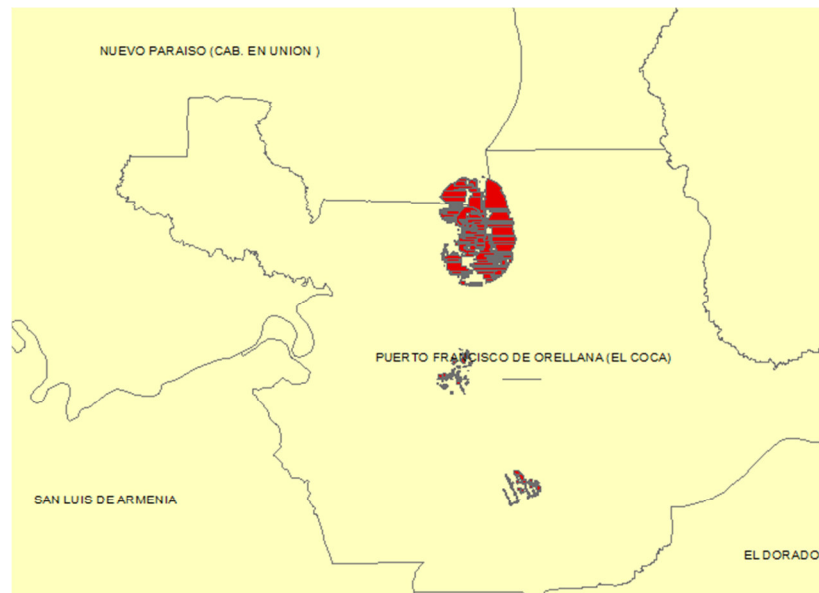 NUEVO PARAISO (CAB. EN UNION )
PUERTO FRANCISCO DE ORELLANA (EL COCA)
SAN LUIS DE ARMENIA
EL DORADO